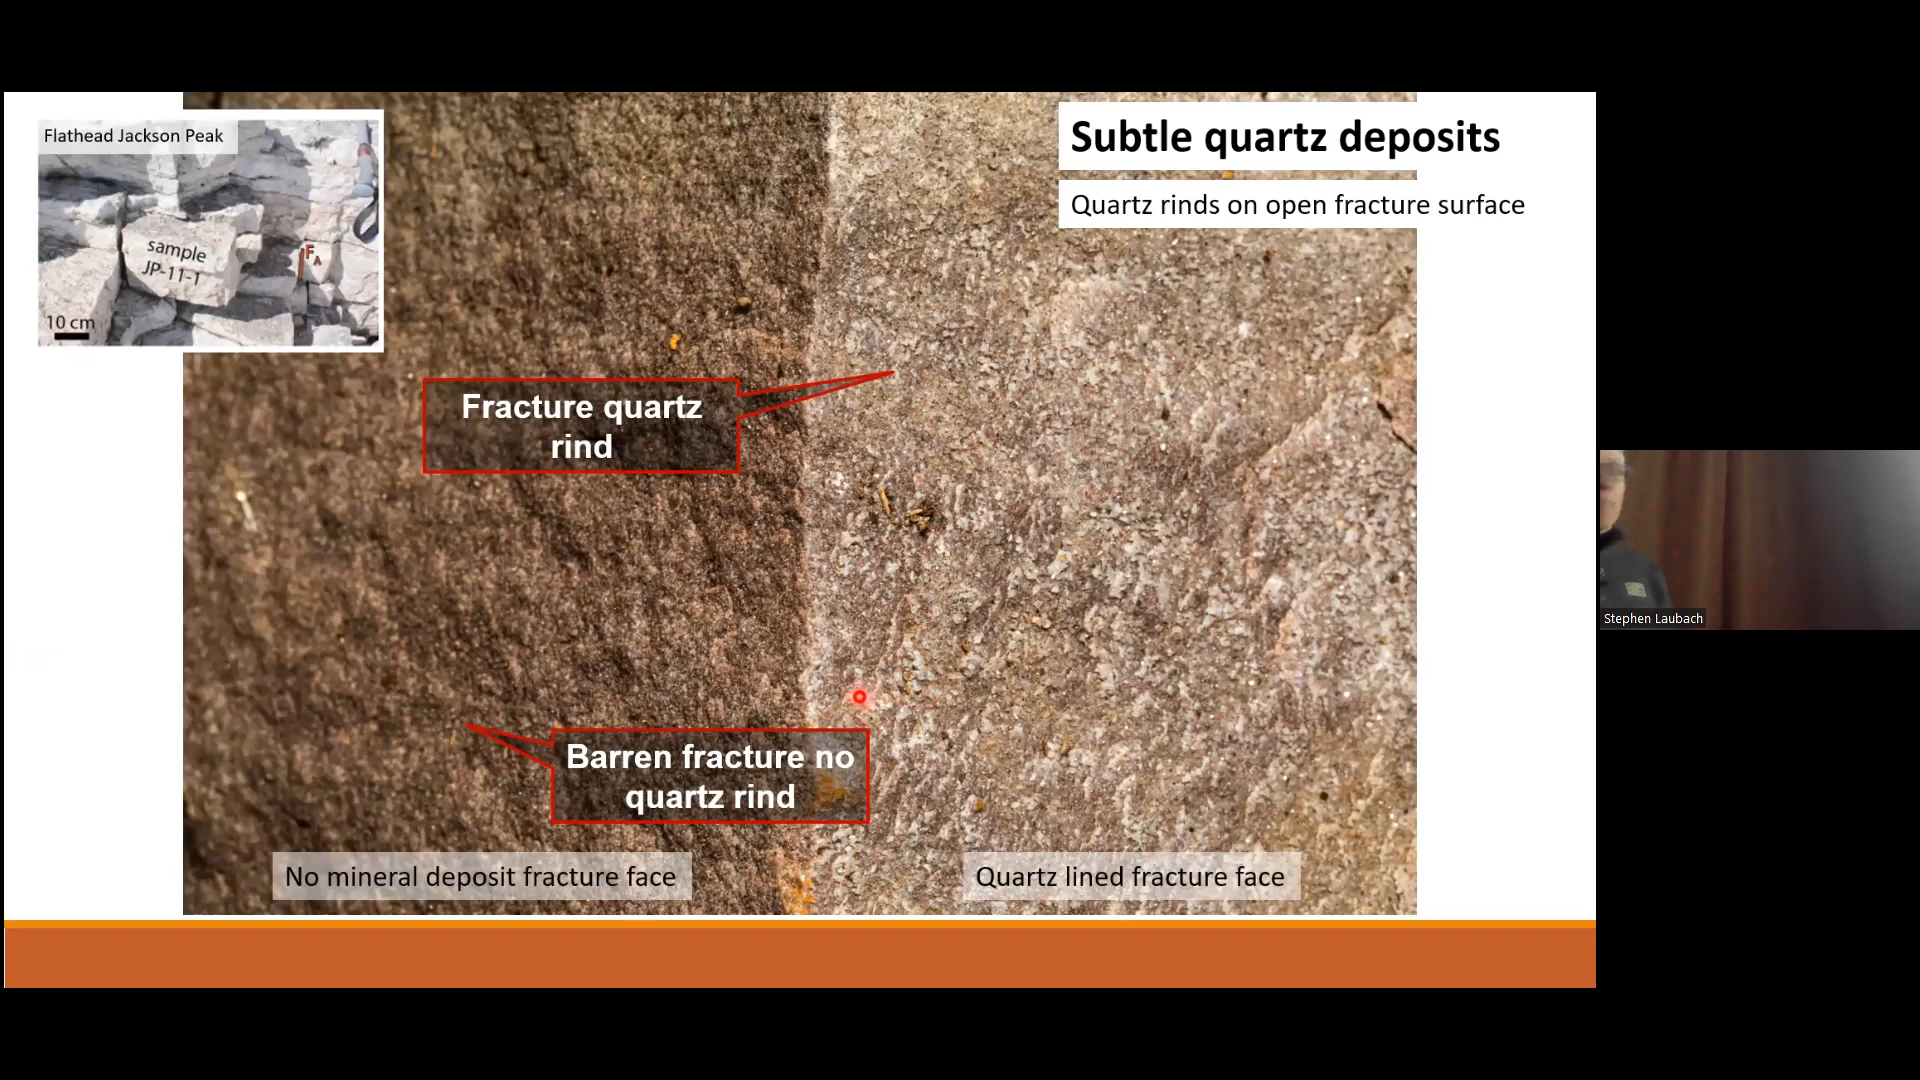 Flathead Jackson Peak
sample
JP-11-1
FA
10 cm
Subtle quartz deposits
Quartz rinds on open fracture surface
Fracture quartz
rind
Barren fracture no
quartz rind
No mineral deposit fracture face
Quartz lined fracture face
Stephen Laubach